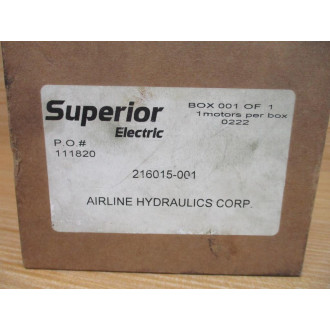 Superior
Electric
BOX 001 OF 1
1motors per box
0222
P.O.#
111820
216015-001
AIRLINE HYDRAULICS CORP.